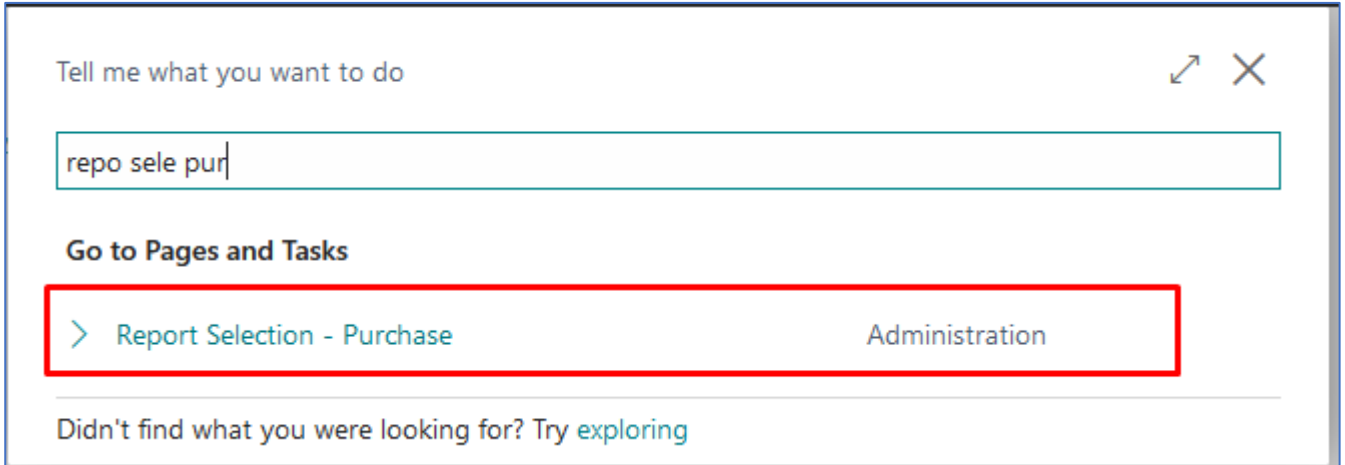 Tell me what you want to do
repo sele pur
Go to Pages and Tasks
Report Selection - Purchase Administration
Didn't find what you were looking for? Try exploring